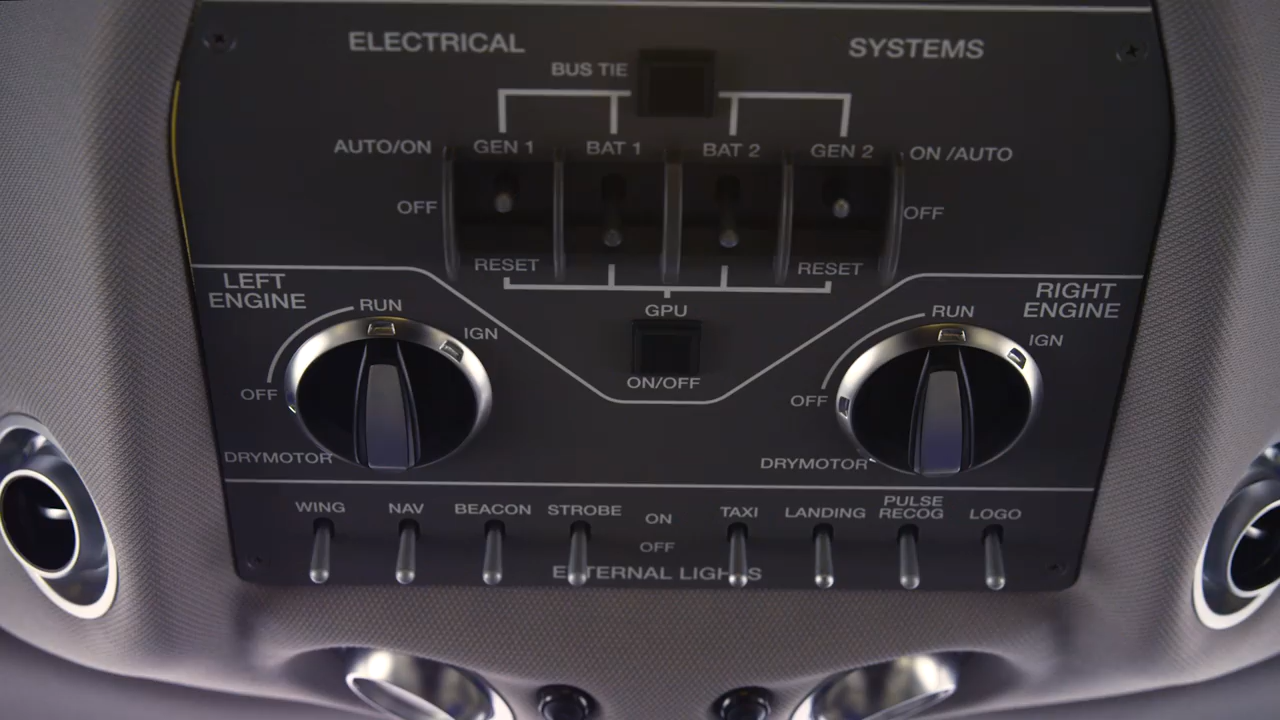 ELECTRICAL
SYSTEMS
BUS TIE
AUTO/ON
GEN 1
BAT 1
BAT 2
GEN 2
ON /AUTO
OFF
OFF
RESET
RESET
LEFT
ENGINE
RUN
IGN
OFF
DRYMOTOR
GPU
ON/OFF
RIGHT
ENGINE
RUN
IGN
OFF
DRYMOTOR
WING
NAV
BEACON
STROBE
ON
OFF
TAXI
LANDING
PULSE
RECOG
LOGO
EXTERNAL LIGHTS